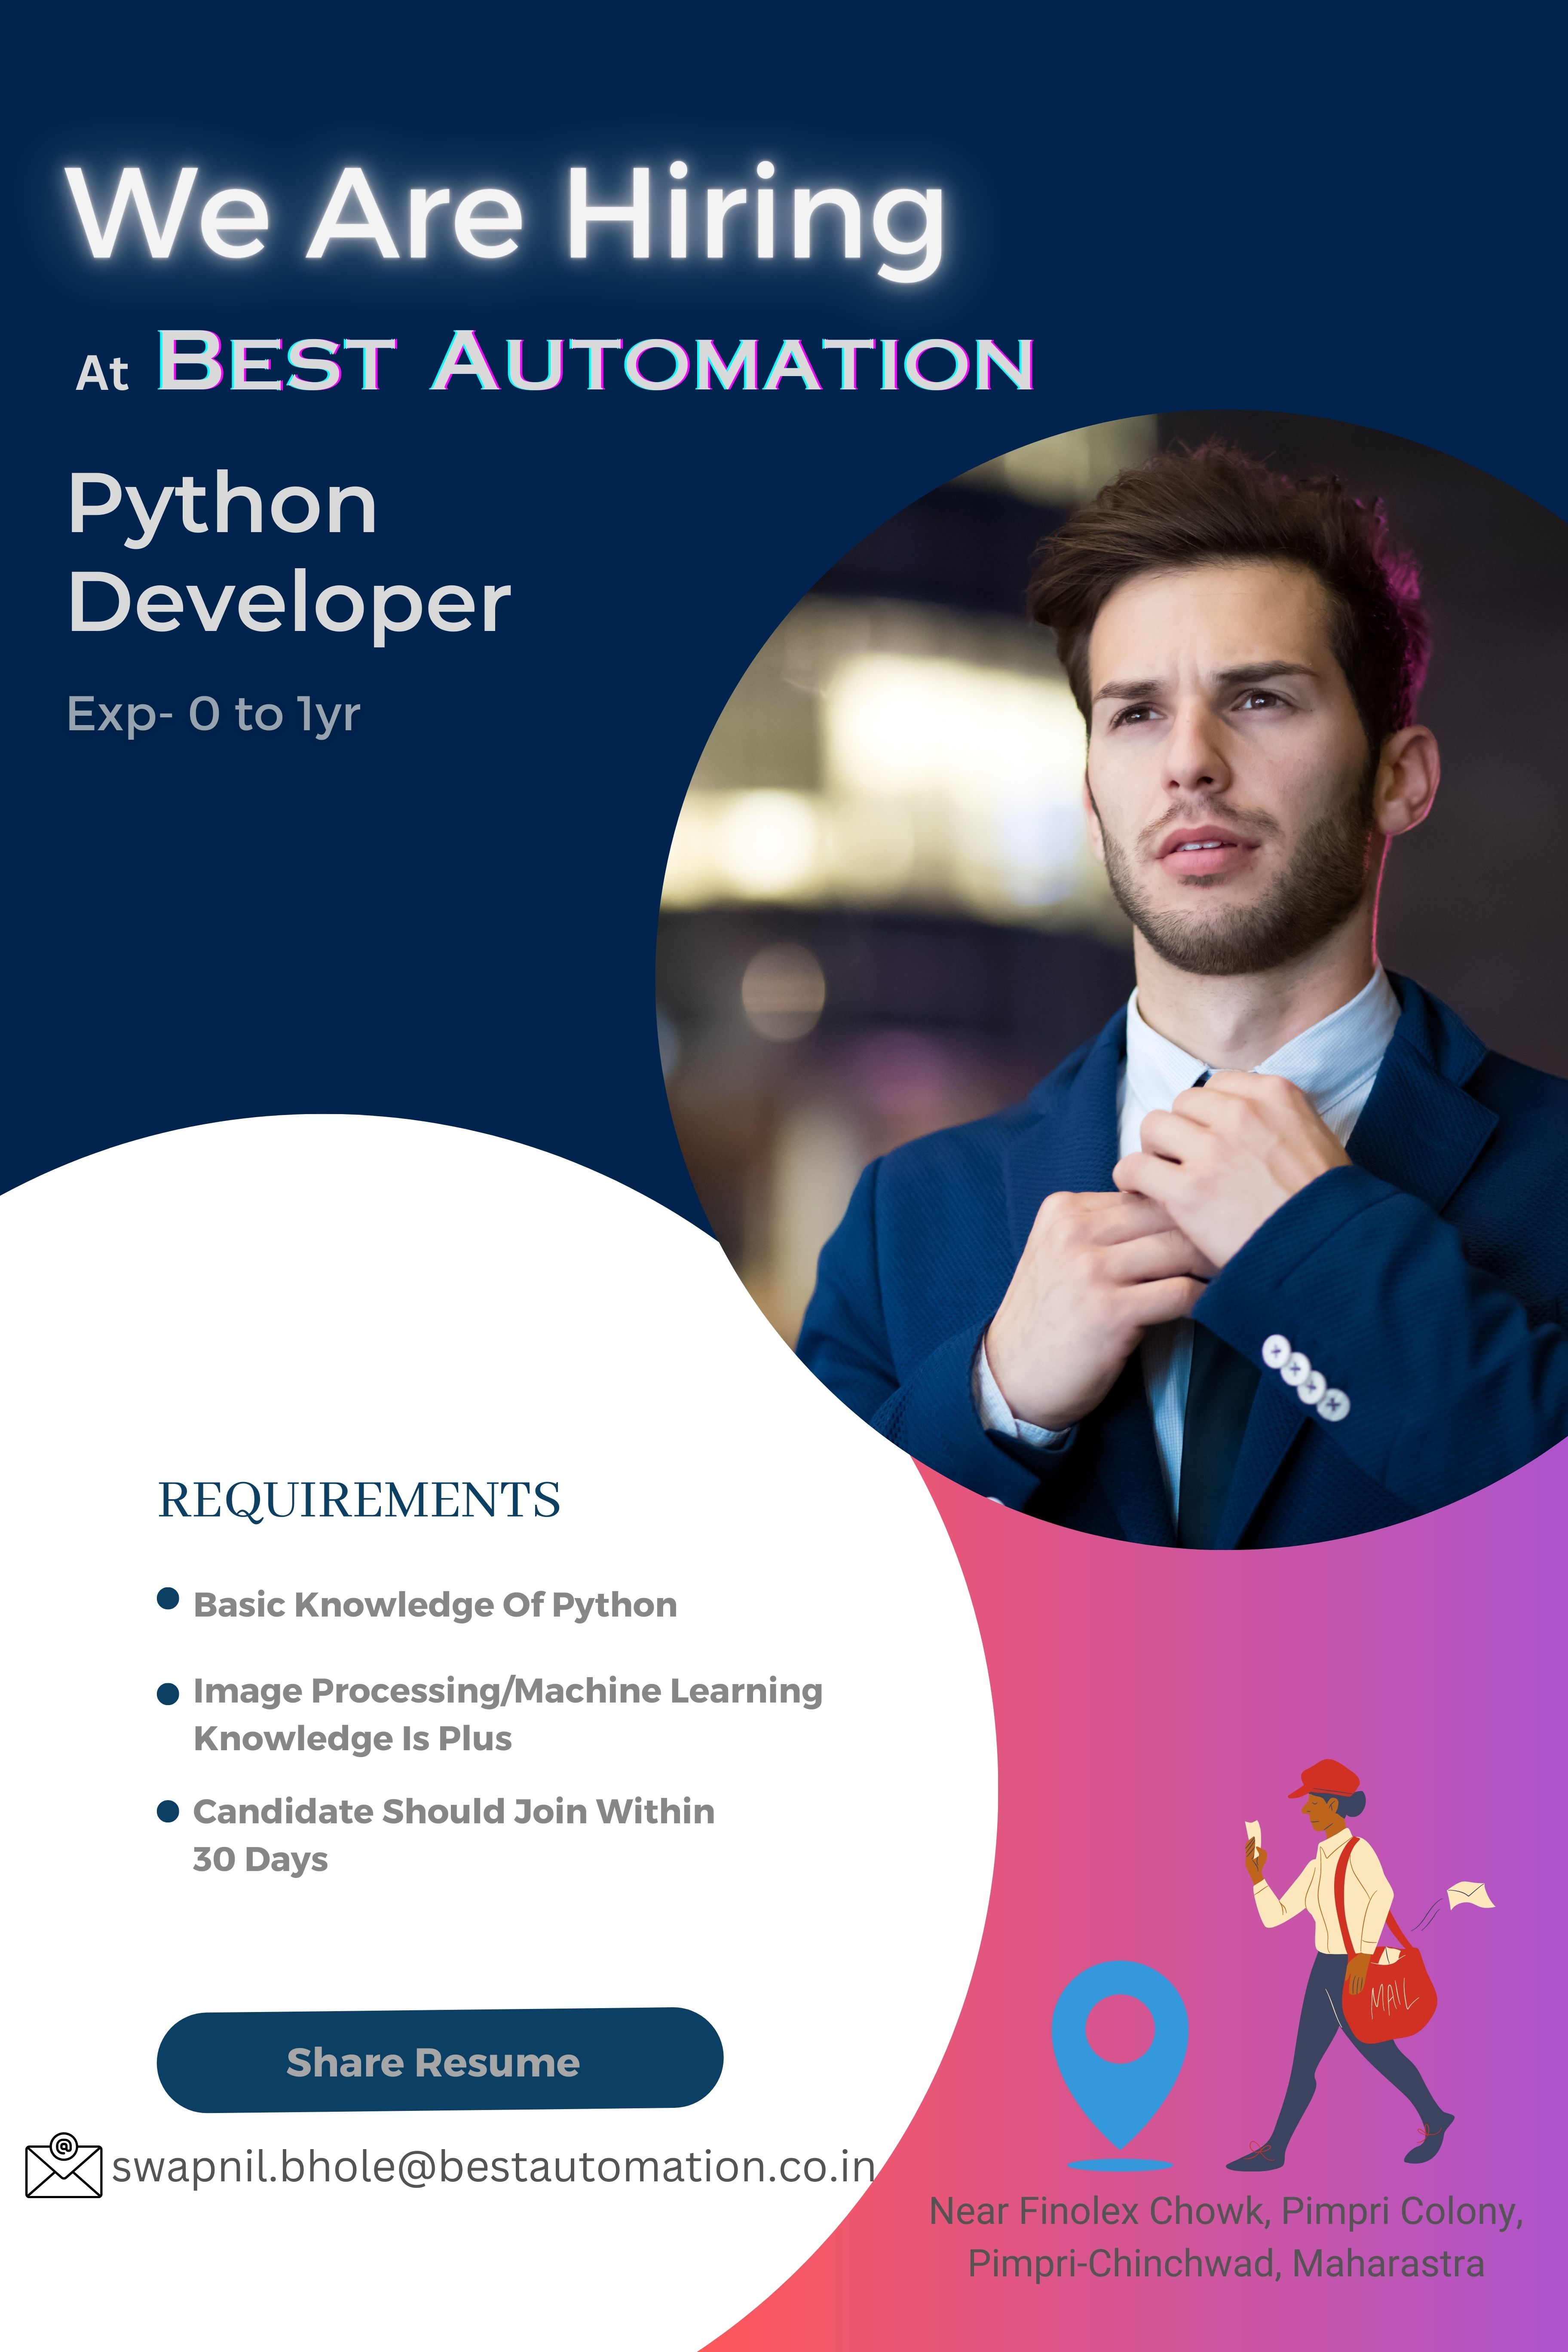 We Are Hiring
At BEST AUTOMATION
Python
Developer
Exp- 0 to 1yr
REQUIREMENTS
Basic Knowledge Of Python
Image Processing/Machine Learning
Knowledge Is Plus
Candidate Should Join Within
30 Days
MAIL
Share Resume
@
swapnil.bhole@bestautomation.co.in
Near Finolex Chowk, Pimpri Colony,
Pimpri-Chinchwad, Maharastra